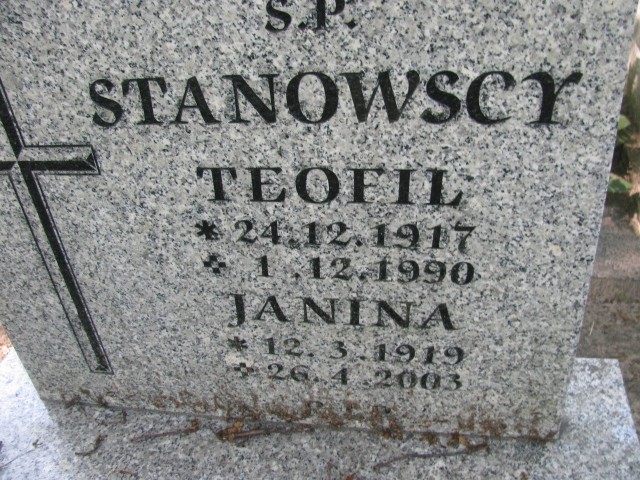 Ś.P.
STANOWSCY
TEOFIL
* 24.12.1917
✝ 1.12.1990
JANINA
* 12.3.1919
✝ 26.4.2003